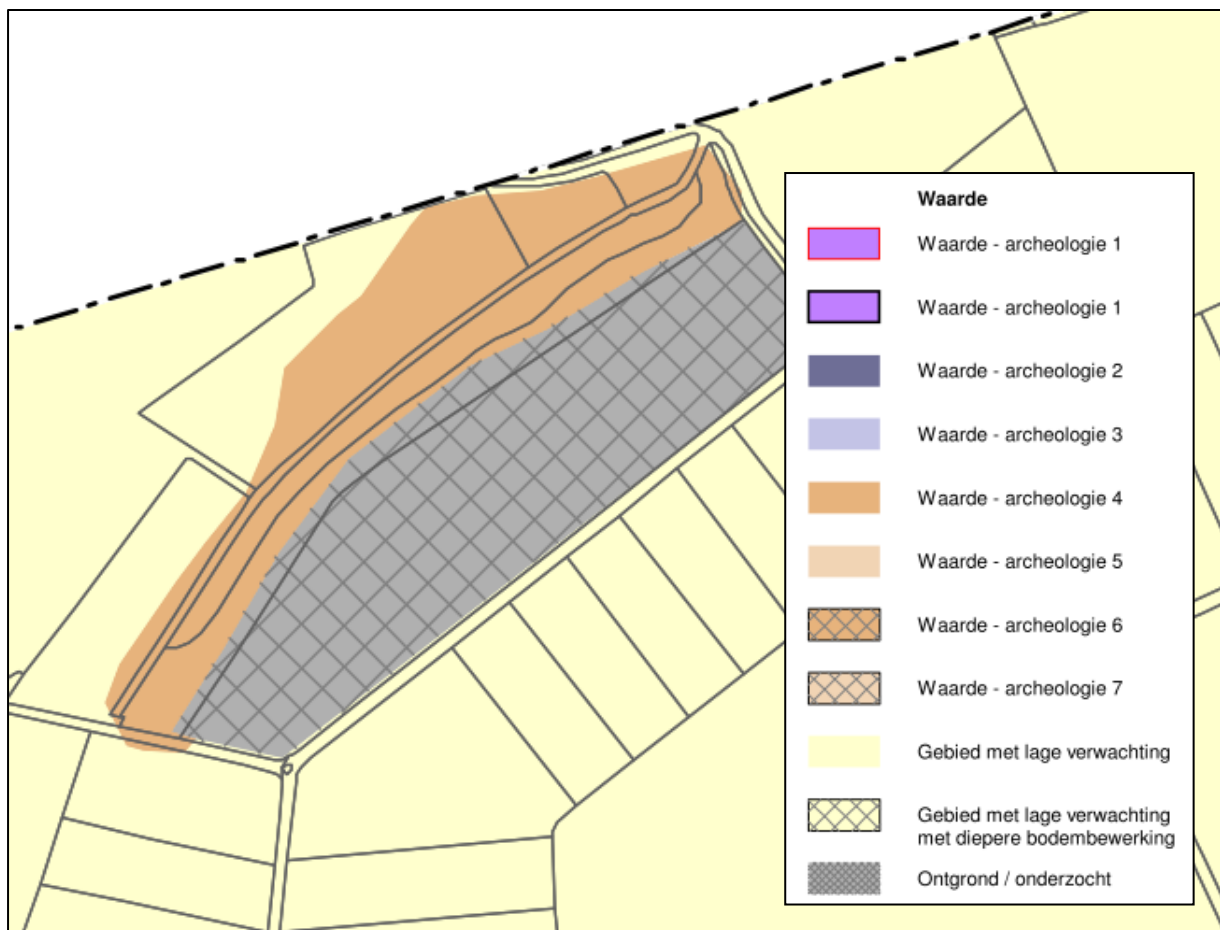 Waarde
Waarde - archeologie 1
Waarde - archeologie 1
Waarde - archeologie 2
Waarde - archeologie 3
Waarde - archeologie 4
Waarde - archeologie 5
Waarde - archeologie 6
Waarde - archeologie 7
Gebied met lage verwachting
Gebied met lage verwachting
met diepere bodembewerking
Ontgrond / onderzocht